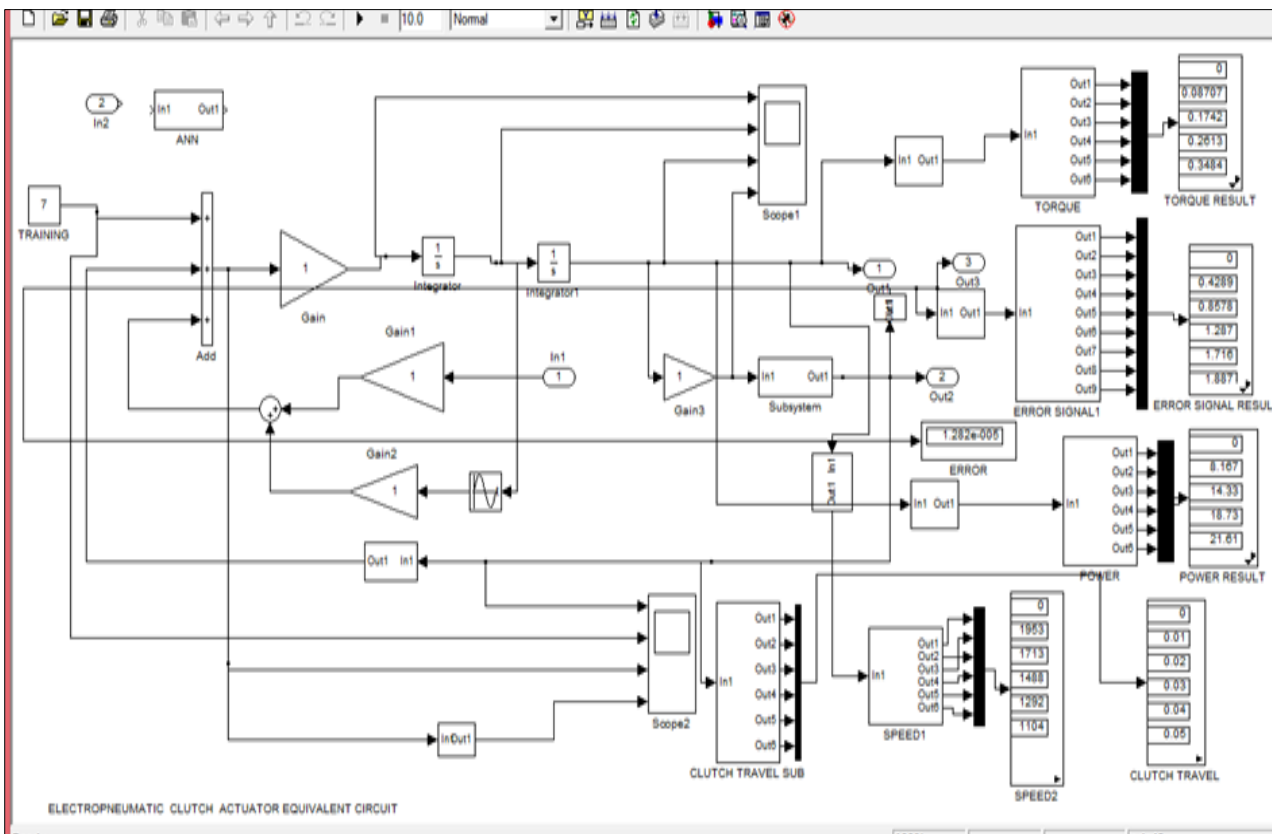 10.0 Normal
2
In2
In1 Out1
ANN
7
TRAINING
Add
1
Gain
1
s
Integrator
1
s
Integrator1
Scope1
In1 Out1
In1
Out1
Out2
Out3
Out4
Out5
Out6
TORQUE
0
0.08707
0.1742
0.2613
0.3484
TORQUE RESULT
1
3
Out3
In1 Out1
In1
Out1
Out2
Out3
Out4
Out5
Out6
Out7
Out8
Out9
ERROR SIGNAL1
0
0.4289
0.8578
1.287
1.716
1.887
ERROR SIGNAL RESUL
Gain1
1
In1
1
1
Gain3
In1 Out1
Subsystem
2
Out2
1.282e-005
ERROR
Gain2
1
Out1 In1
In1 Out1
In1
Out1
Out2
Out3
Out4
Out5
Out6
POWER
0
8.167
14.33
18.73
21.61
POWER RESULT
Out1 In1
Scope2
In1
Out1
Out2
Out3
Out4
Out5
Out6
CLUTCH TRAVEL SUB
In1
Out1
Out2
Out3
Out4
Out5
Out6
SPEED1
0
1953
1713
1488
1292
1104
SPEED2
0
0.01
0.02
0.03
0.04
0.05
CLUTCH TRAVEL
ELECTROPNEUMATIC CLUTCH ACTUATOR EQUIVALENT CIRCUIT